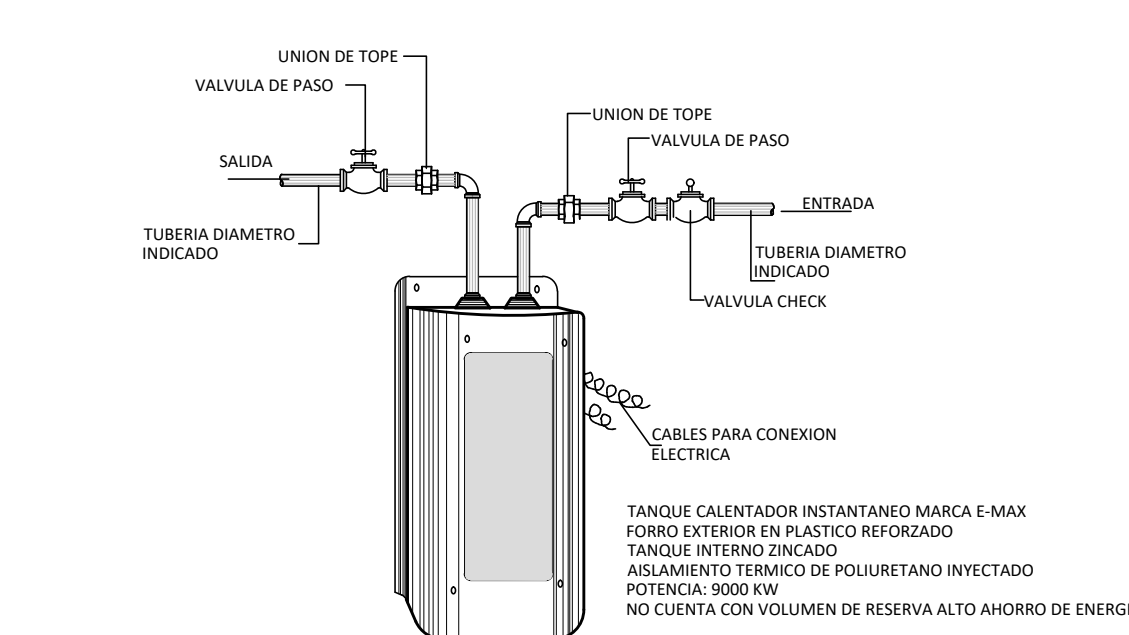 UNION DE TOPE
VALVULA DE PASO
SALIDA
TUBERIA DIAMETRO
INDICADO
UNION DE TOPE
VALVULA DE PASO
ENTRADA
TUBERIA DIAMETRO
INDICADO
VALVULA CHECK
CABLES PARA CONEXION
ELECTRICA
TANQUE CALENTADOR INSTANTANEO MARCA E-MAX
FORRO EXTERIOR EN PLASTICO REFORZADO
TANQUE INTERNO ZINCADO
AISLAMIENTO TERMICO DE POLIURETANO INYECTADO
POTENCIA: 9000 KW
NO CUENTA CON VOLUMEN DE RESERVA ALTO AHORRO DE ENERGI